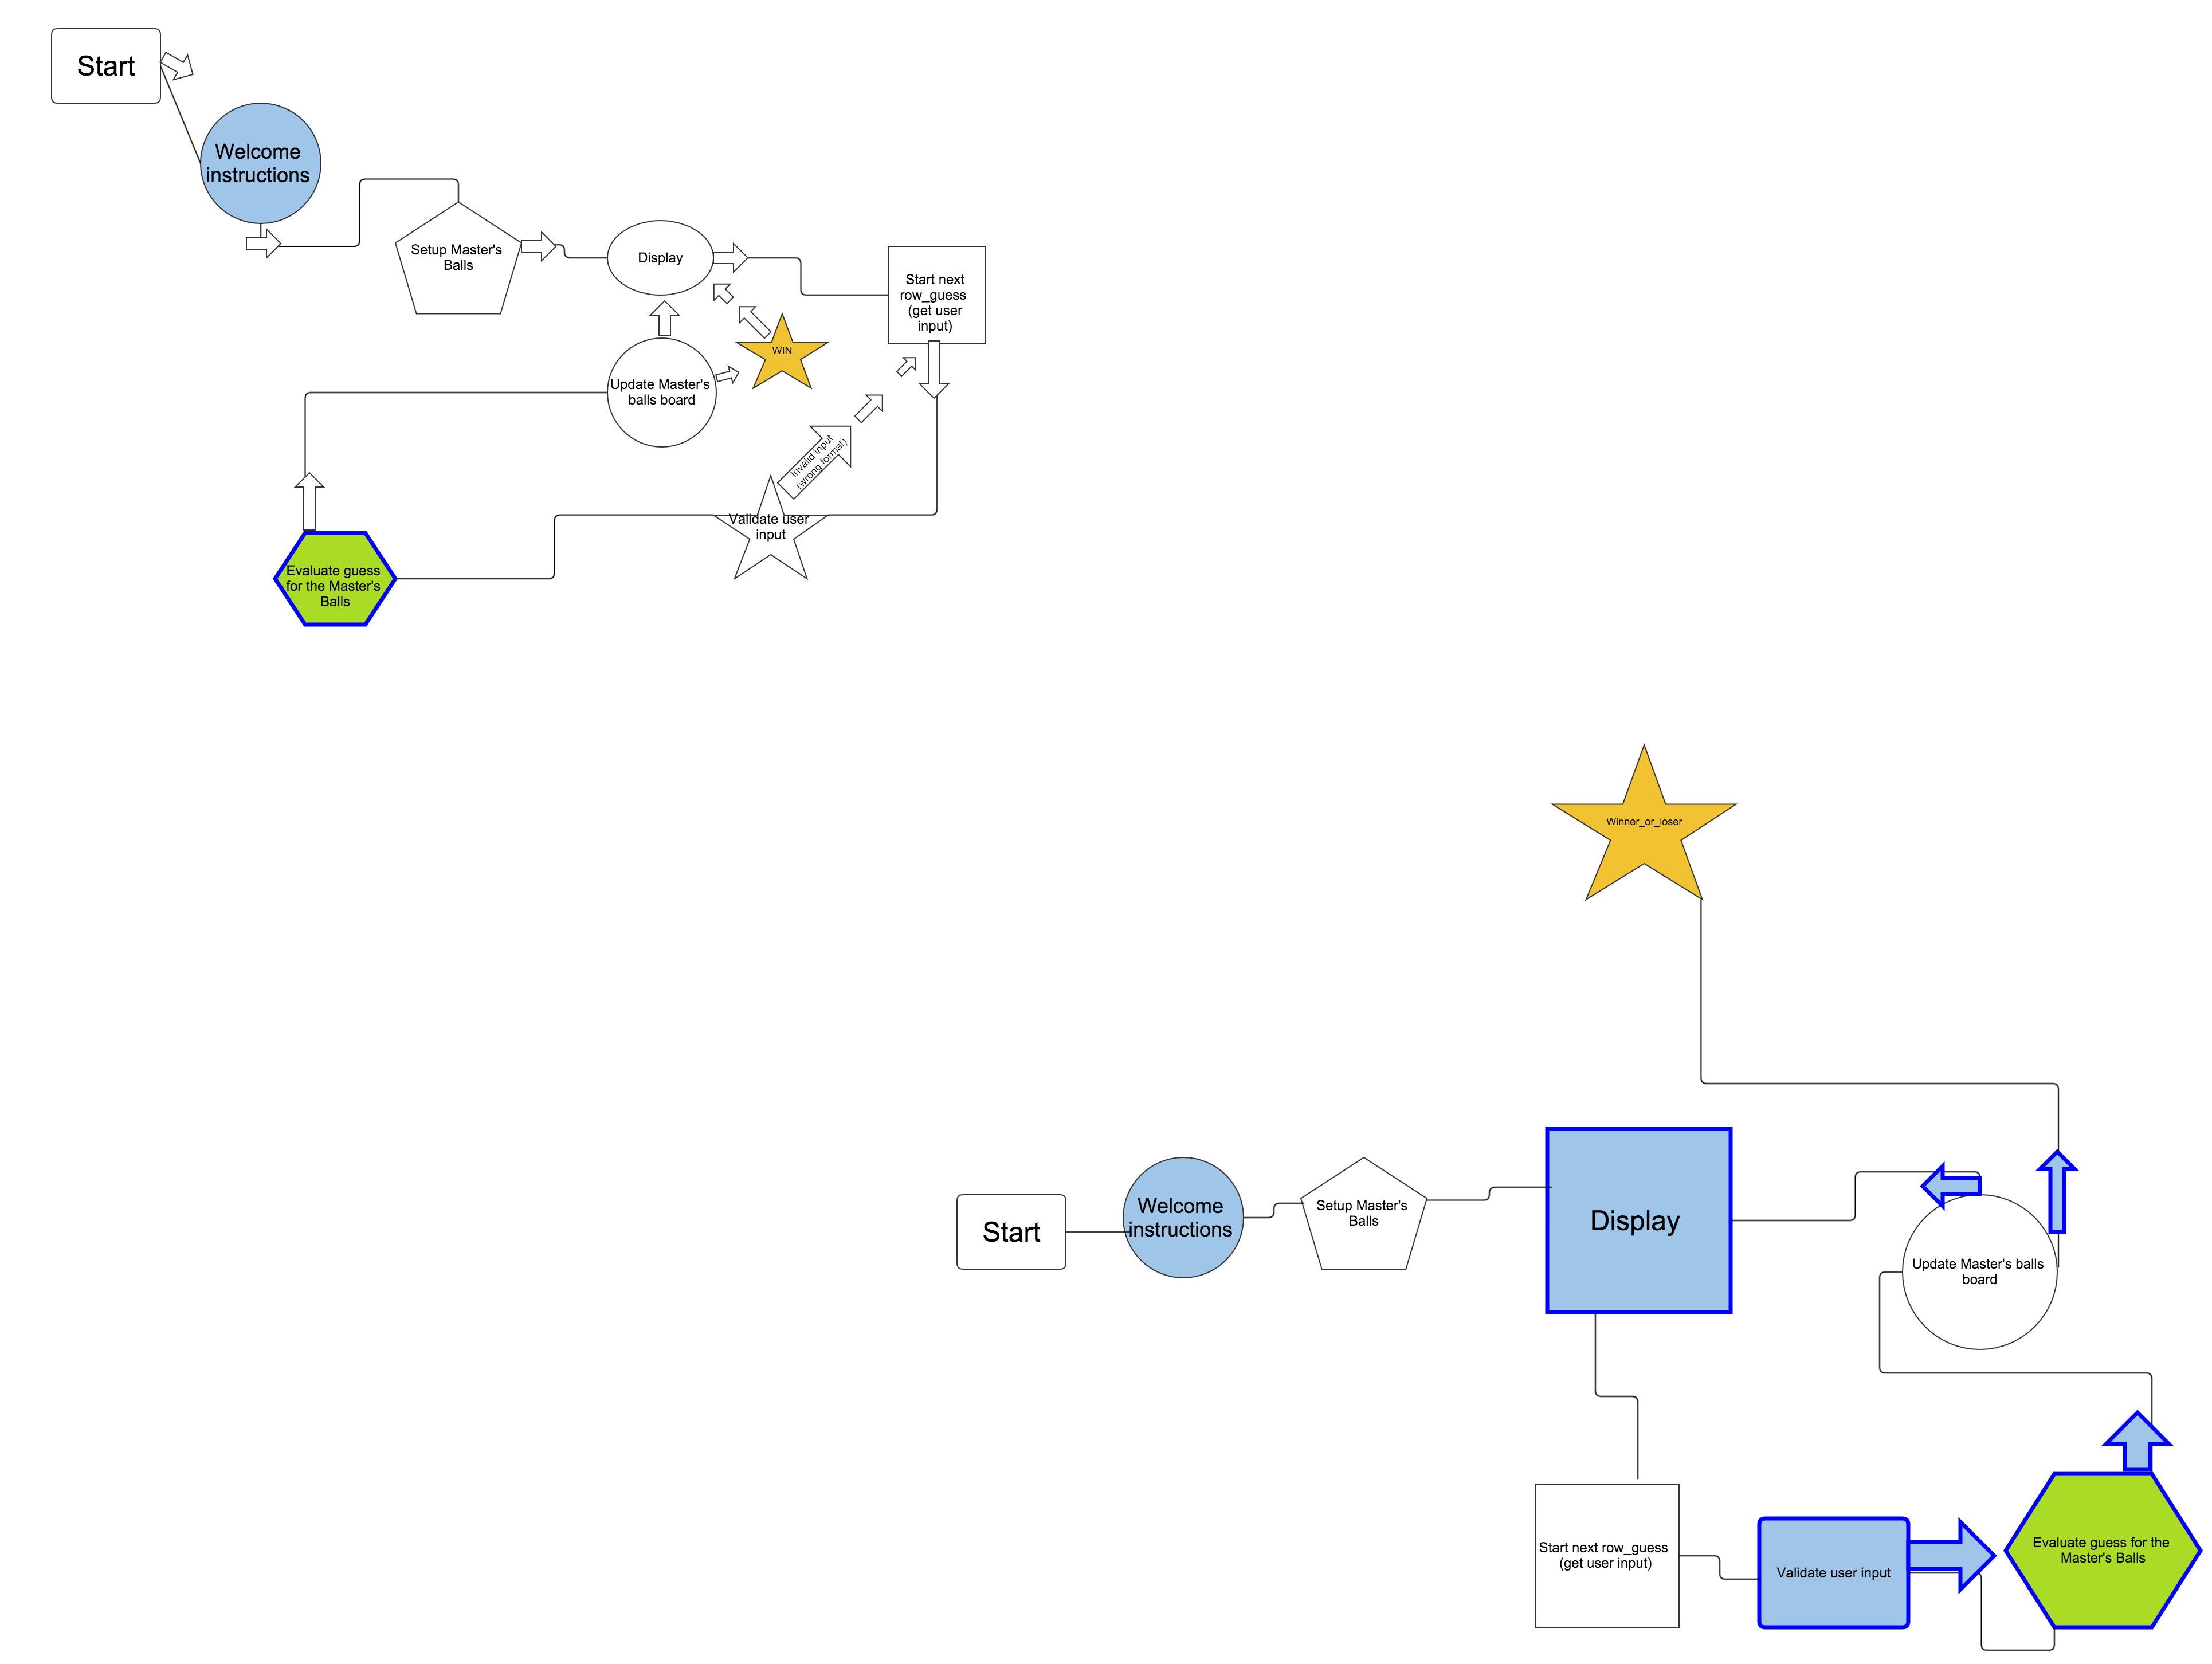 Start
Welcome
instructions
Setup Master's
Balls
Display
Start next
row_guess
(get user
input)
WIN
Update Master's
balls board
Invalid input
(wrong format)
Validate user
input
Evaluate guess
for the Master's
Balls
Winner_or_loser
Start
Welcome
instructions
Setup Master's
Balls
Display
Update Master's balls
board
Start next row_guess
(get user input)
Validate user input
Evaluate guess for the
Master's Balls